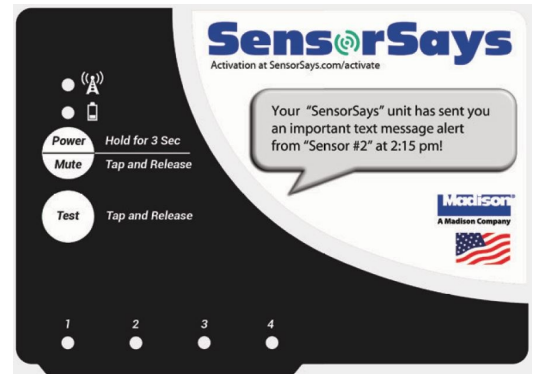 SensorSays
Activation at SensorSays.com/activate
Your "SensorSays" unit has sent you
an important text message alert
from "Sensor #2" at 2:15 pm!
Power Hold for 3 Sec
Mute Tap and Release
Test Tap and Release
Madison
A Madison Company
1 2 3 4